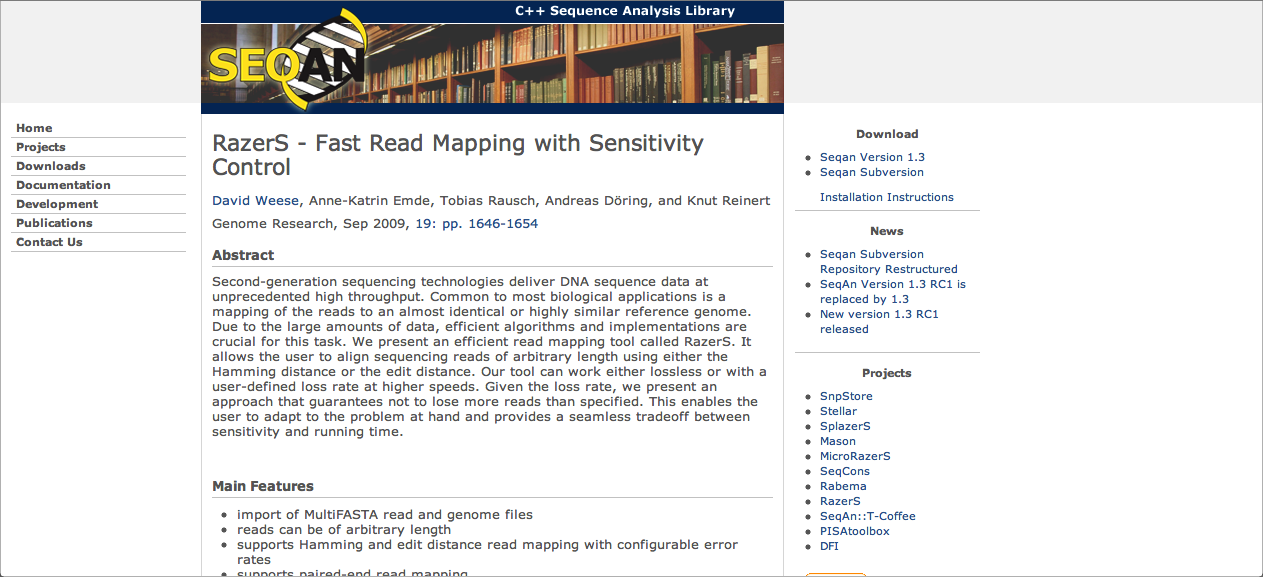 C++ Sequence Analysis Library
SEQAN
Home
Projects
Downloads
Documentation
Development
Publications
Contact Us
RazerS - Fast Read Mapping with Sensitivity
Control
David Weese, Anne-Katrin Emde, Tobias Rausch, Andreas Döring, and Knut Reinert
Genome Research, Sep 2009, 19: pp. 1646-1654
Abstract
Second-generation sequencing technologies deliver DNA sequence data at
unprecedented high throughput. Common to most biological applications is a
mapping of the reads to an almost identical or highly similar reference genome.
Due to the large amounts of data, efficient algorithms and implementations are
crucial for this task. We present an efficient read mapping tool called RazerS. It
allows the user to align sequencing reads of arbitrary length using either the
Hamming distance or the edit distance. Our tool can work either lossless or with a
user-defined loss rate at higher speeds. Given the loss rate, we present an
approach that guarantees not to lose more reads than specified. This enables the
user to adapt to the problem at hand and provides a seamless tradeoff between
sensitivity and running time.
Main Features
import of MultiFASTA read and genome files
reads can be of arbitrary length
supports Hamming and edit distance read mapping with configurable error
rates
supports paired-end read mapping
Download
Seqan Version 1.3
Seqan Subversion
Installation Instructions
News
Seqan Subversion
Repository Restructured
SeqAn Version 1.3 RC1 is
replaced by 1.3
New version 1.3 RC1
released
Projects
SnpStore
Stellar
SplazerS
Mason
MicroRazerS
SeqCons
Rabema
RazerS
SeqAn::T-Coffee
PISAtoolbox
DFI